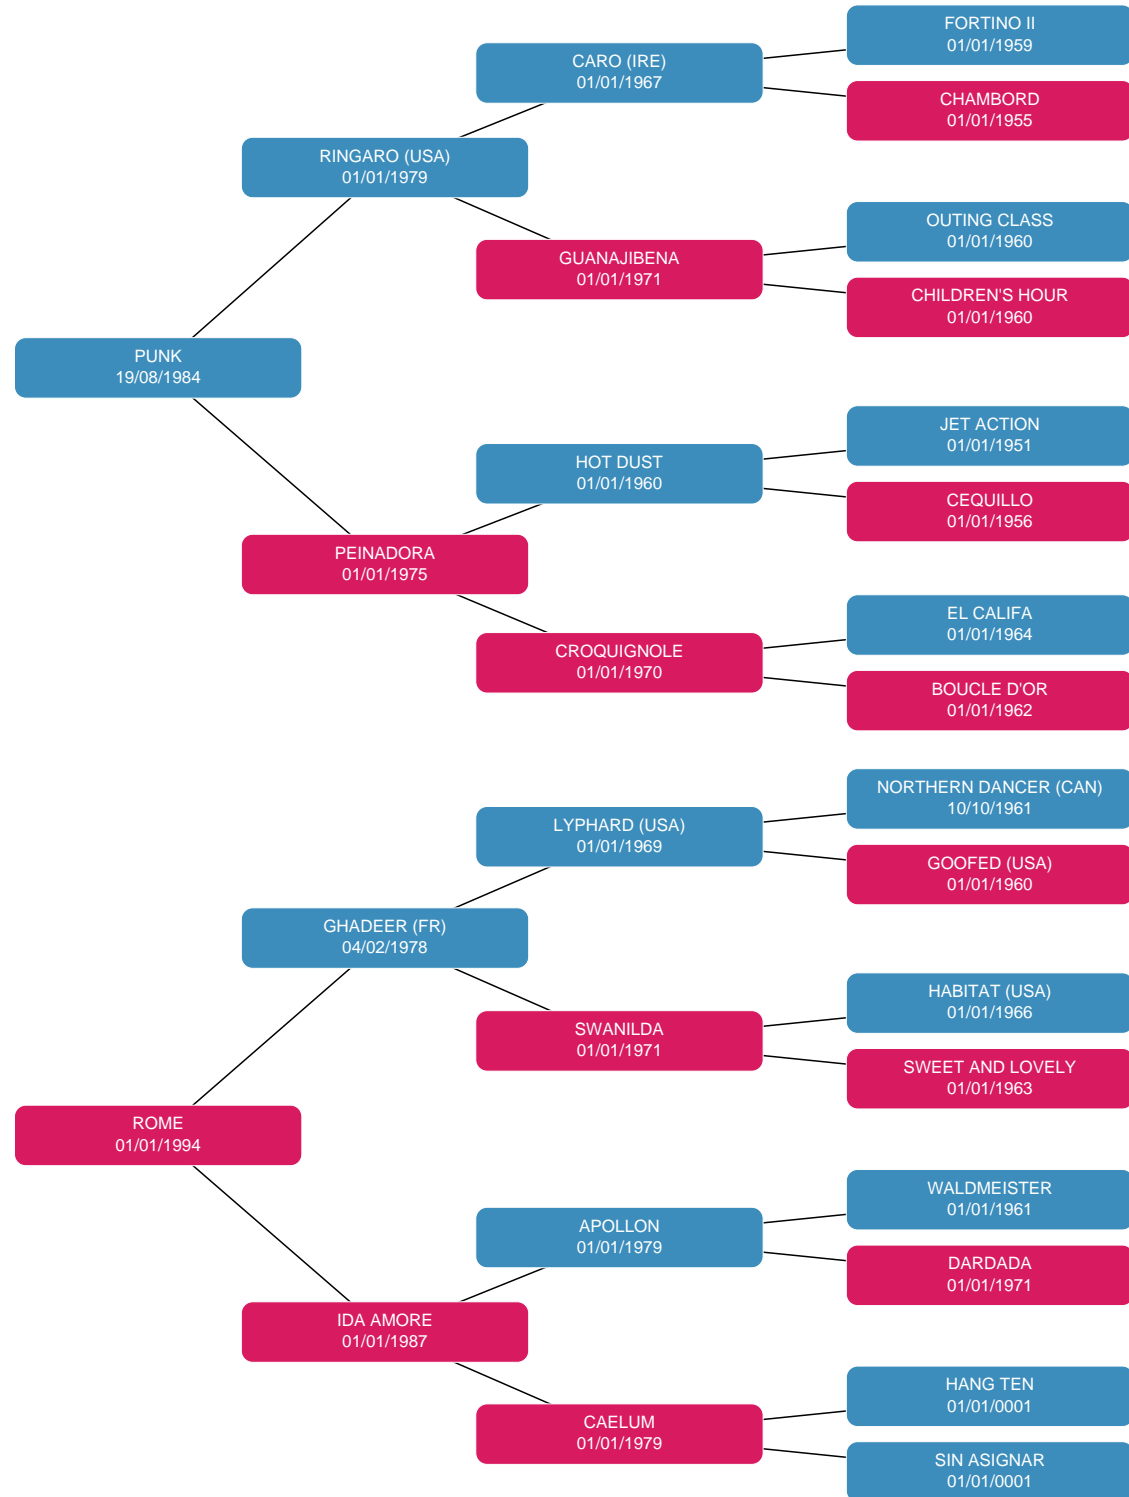 FORTINO II
01/01/1959
CARO (IRE)
01/01/1967
CHAMBORD
01/01/1955
RINGARO (USA)
01/01/1979
OUTING CLASS
01/01/1960
GUANAJIBENA
01/01/1971
CHILDREN'S HOUR
01/01/1960
PUNK
19/08/1984
JET ACTION
01/01/1951
HOT DUST
01/01/1960
CEQUILLO
01/01/1956
PEINADORA
01/01/1975
EL CALIFA
01/01/1964
CROQUIGNOLE
01/01/1970
BOUCLE D'OR
01/01/1962
NORTHERN DANCER (CAN)
10/10/1961
LYPHARD (USA)
01/01/1969
GOOFED (USA)
01/01/1960
GHADEER (FR)
04/02/1978
HABITAT (USA)
01/01/1966
SWANILDA
01/01/1971
SWEET AND LOVELY
01/01/1963
ROME
01/01/1994
WALDMEISTER
01/01/1961
APOLLON
01/01/1979
DARDADA
01/01/1971
IDA AMORE
01/01/1987
HANG TEN
01/01/0001
CAELUM
01/01/1979
SIN ASIGNAR
01/01/0001